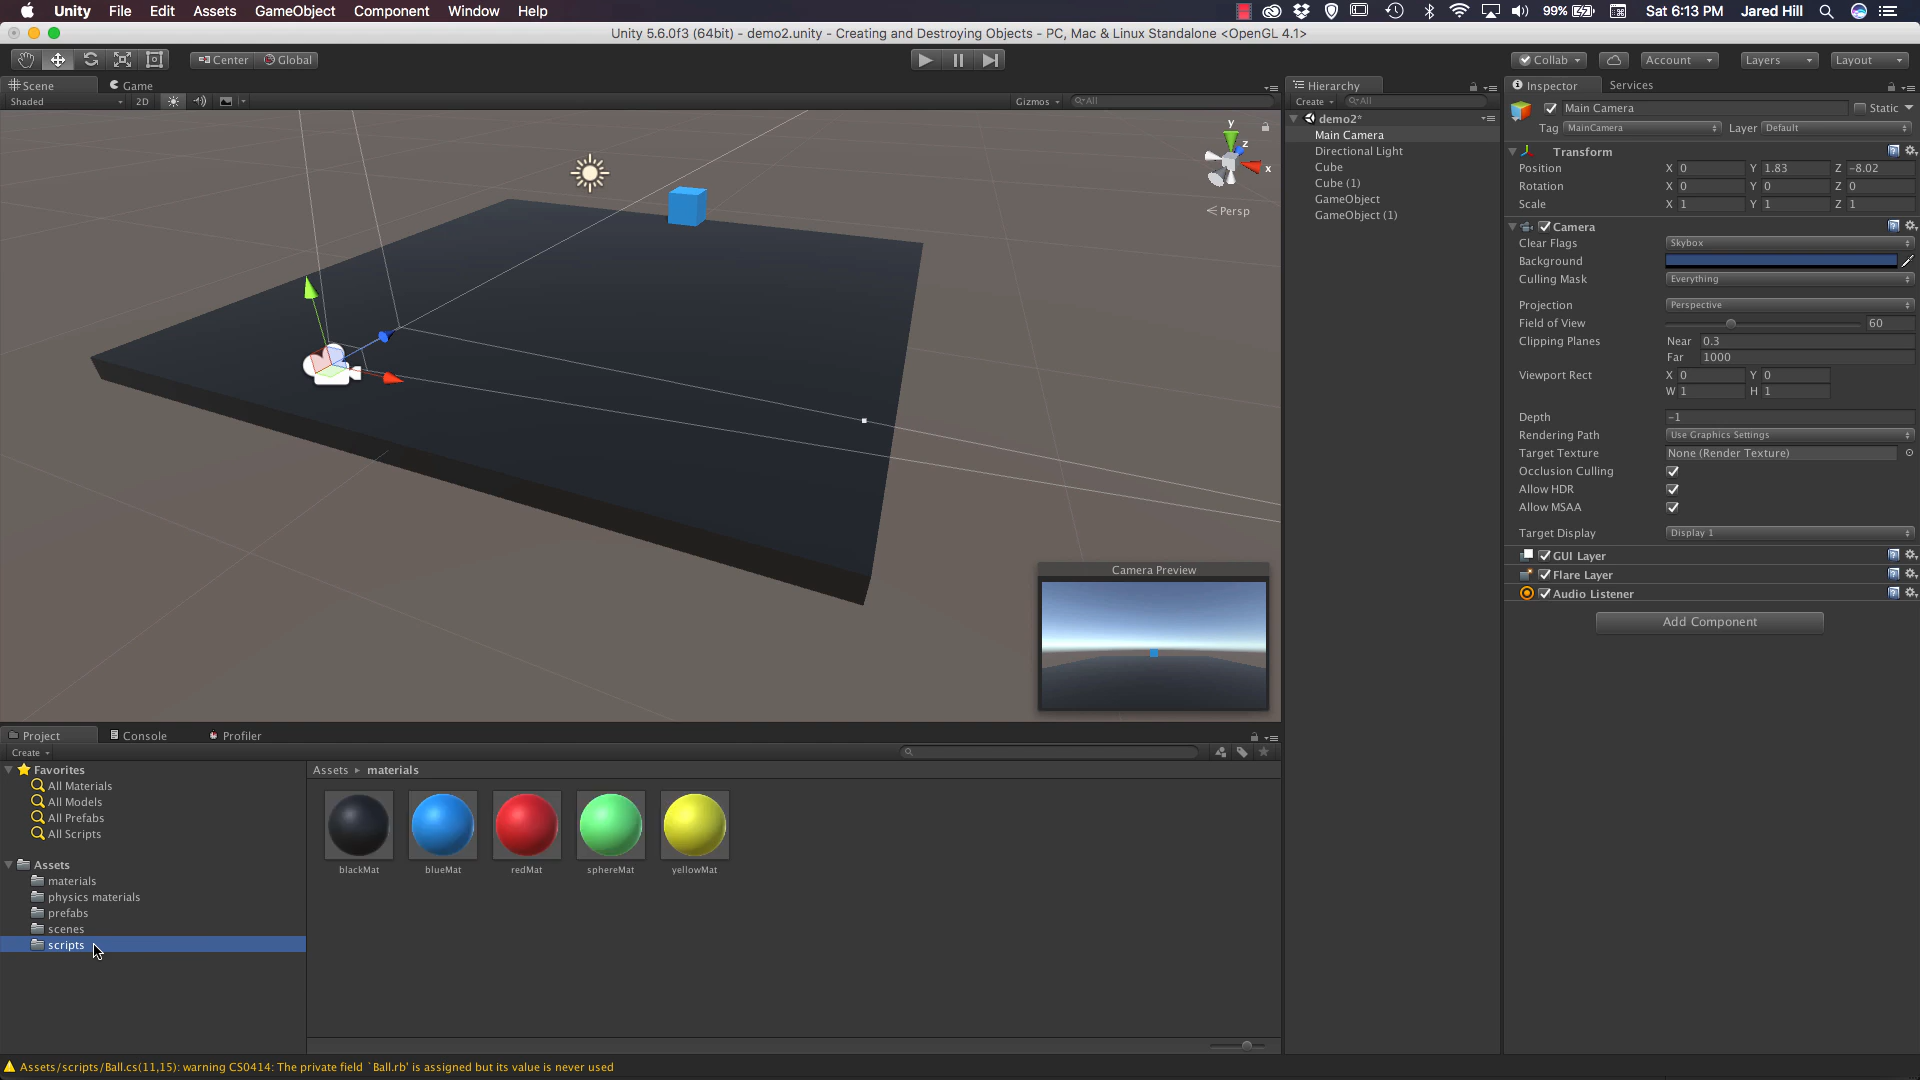 Unity File Edit Assets GameObject Component Window Help 99% Sat 6:13 PM Jared Hill
Unity 5.6.0f3 (64bit) - demo2.unity - Creating and Destroying Objects - PC, Mac & Linux Standalone <OpenGL 4.1>
Center Global Collab Account Layers Layout
Scene Game
Shaded 2D Gizmos All
y
z
x
Persp
Camera Preview
Hierarchy
Create All
demo2*
Main Camera
Directional Light
Cube
Cube (1)
GameObject
GameObject (1)
Inspector Services
Main Camera Static
Tag MainCamera Layer Default
Transform
Position X 0 Y 1.83 Z -8.02
Rotation X 0 Y 0 Z 0
Scale X 1 Y 1 Z 1
Camera
Clear Flags Skybox
Background
Culling Mask Everything
Projection Perspective
Field of View 60
Clipping Planes Near 0.3
Far 1000
Viewport Rect X 0 Y 0
W 1 H 1
Depth -1
Rendering Path Use Graphics Settings
Target Texture None (Render Texture)
Occlusion Culling
Allow HDR
Allow MSAA
Target Display Display 1
GUI Layer
Flare Layer
Audio Listener
Add Component
Project Console Profiler
Create
Favorites
All Materials
All Models
All Prefabs
All Scripts
Assets
materials
physics materials
prefabs
scenes
scripts
Assets ▸ materials
blackMat blueMat redMat sphereMat yellowMat
Assets/scripts/Ball.cs(11,15): warning CS0414: The private field `Ball.rb' is assigned but its value is never used